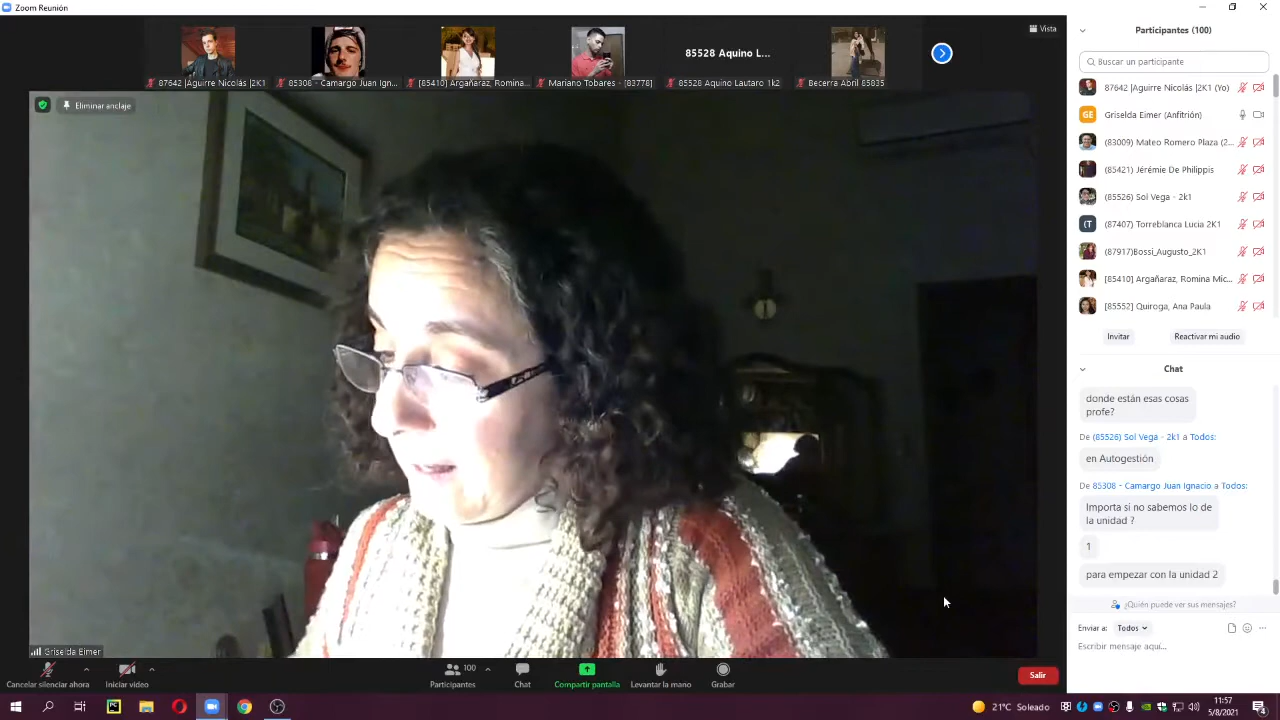 Zoom Reunión
Vista
87642 |Aguirre Nicolás |2K1
85308 - Camargo Juan Ign...
[85410] Argañaraz, Romina...
Mariano Tobares - [87778]
85528 Aquino L...
85528 Aquino Lautaro 1k2
Becerra Abril 85835
Eliminar anclaje
Griselda Eimer
Participantes (100)
Buscar un participante
87642 |Aguirre Nicolás |2K1 (Yo)
GE
Griselda Eimer (Anfitrión)
(83009) Mateo Romero Plaza (2...
(85421) Jérémie De Philippis
(85526) Sol Vega - 2k1
(T
(87407) Torreblanca Lucia 2K1
(87917)Bossi_Augusto_2K1
[85410] Argañaraz, Romina Mic...
[85552] Quiroga, Ana Paula
Invitar
Reactivar mi audio
Chat
donde están esas cosas
profe?
De (85526) Sol Vega - 2k1 a Todos:
en Autogestión
De 85308 - Camargo Juan Ignacio a Todos:
Importa si no sabemos lo de
la unidad ?
1
para empezar con la unidad 2
¿Quién puede ver sus mensajes?
Enviar a:
Todos
Escribir mensaje aquí...
Cancelar silenciar ahora
Iniciar video
100
Participantes
Chat
Compartir pantalla
Levantar la mano
Grabar
Salir
21°C Soleado
11:57
5/8/2021